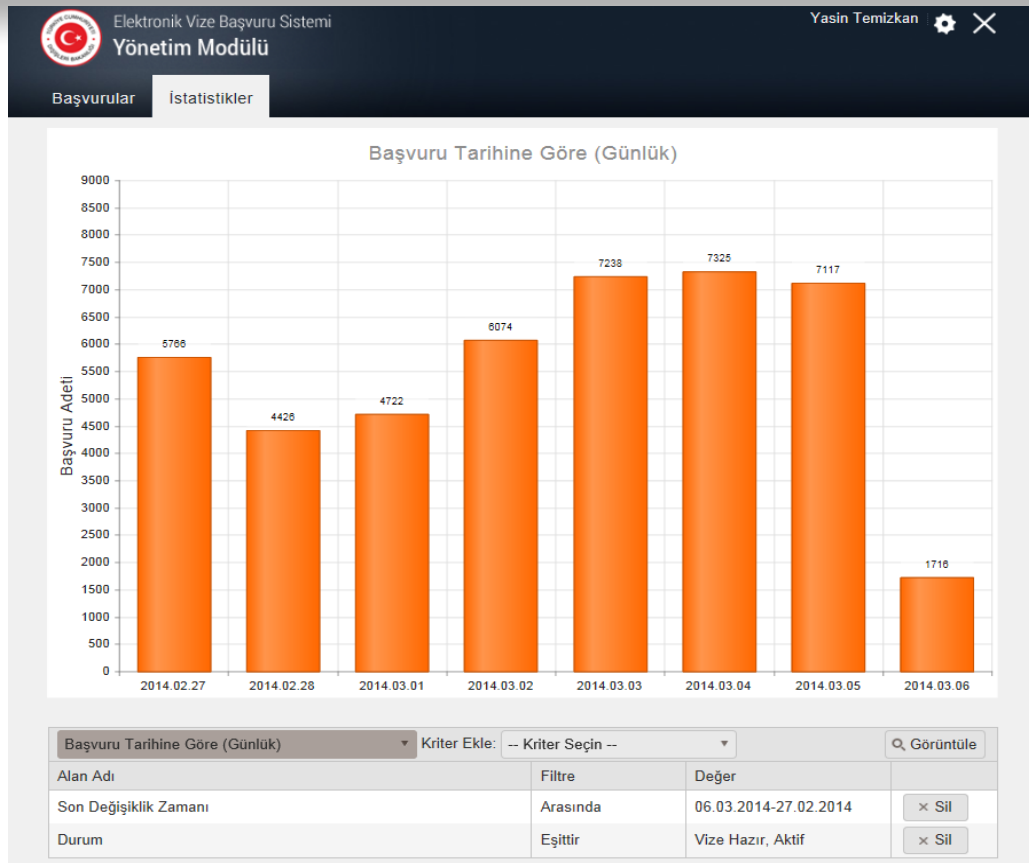 Elektronik Vize Başvuru Sistemi
Yönetim Modülü
Yasin Temizkan
Başvurular
İstatistikler
Başvuru Tarihine Göre (Günlük)
Başvuru Adeti
9000
8500
8000
7500
7000
6500
6000
5500
5000
4500
4000
3500
3000
2500
2000
1500
1000
500
0
5766
4426
4722
6074
7238
7325
7117
1716
2014.02.27 2014.02.28 2014.03.01 2014.03.02 2014.03.03 2014.03.04 2014.03.05 2014.03.06
Başvuru Tarihine Göre (Günlük) Kriter Ekle: -- Kriter Seçin -- Görüntüle
Alan Adı Filtre Değer
Son Değişiklik Zamanı Arasında 06.03.2014-27.02.2014 × Sil
Durum Eşittir Vize Hazır, Aktif × Sil